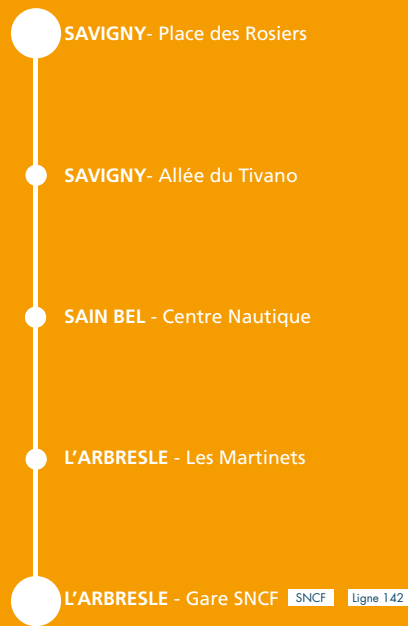 SAVIGNY- Place des Rosiers
SAVIGNY- Allée du Tivano
SAIN BEL - Centre Nautique
L'ARBRESLE - Les Martinets
L'ARBRESLE - Gare SNCF SNCF Ligne 142